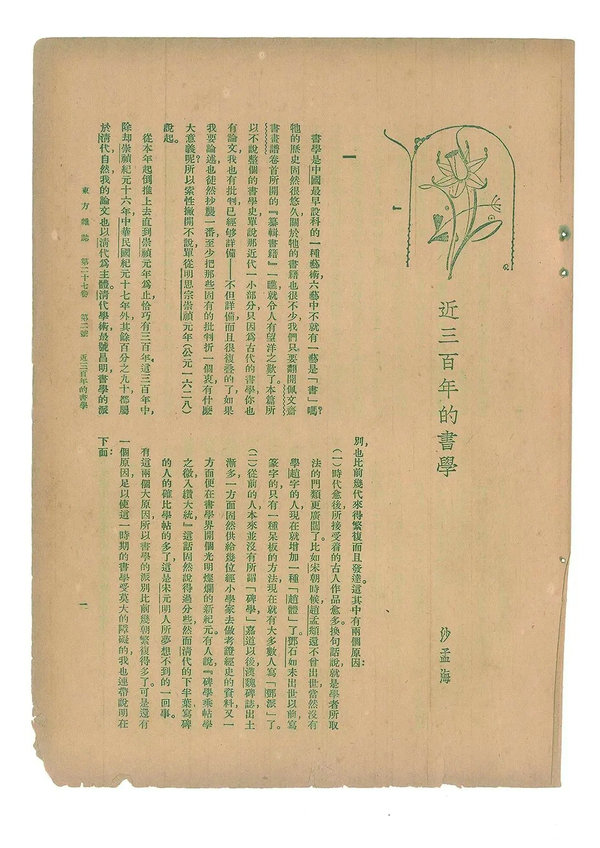 近三百年的書學
沙孟海
一
書學是中國最早設科的一種藝術，六藝中不就有一藝是「書」嗎？
牠的歷史固然很悠久，關於牠的書籍也很不少，我們只要翻開佩文齋
書畫譜卷首所開的『纂輯書籍』一瞧，就令人有望洋之歎了。本篇所
以不說整個的書學史，單說那近代一小部分，只因為古代的書學，你也
有論文，我也有批判，已經够詳備——不但詳備，而且很複疊的了。如果
我要論述，也徒然抄襲一番，至少把那些固有的批判折一個衷，有什麼
大意義呢？所以索性撇開不說，單從明思宗崇禎元年（公元一六二八）
說起。
從本年起倒推上去，直到崇禎元年為止，恰巧有三百年。這三百年中，
除却崇禎紀元十六年，中華民國紀元十七年外，其餘百分之九十，都屬
於清代，自然我的論文也以清代為主體。清代學術最號昌明，書學的派
別，也比前幾代來得繁複而且發達。這其中有兩個原因：
（一）時代愈後，所接受着的古人作品愈多，換句話說，就是學者所取
法的門類更廣闊了。比如宋朝時候，趙孟頫還不曾出世，當然沒有
學趙字的人，現在就增加一種「趙體」了。鄧石如未出世以前，寫
篆字的只有一種呆板的方法，現在就有大多數人寫「鄧派」了。
（二）從前的人，本來並沒有所謂「碑學」，嘉道以後，漢魏碑誌出土
漸多，一方面固然供給幾位經小學家去做考證經史的資料，又一
方面便在書學界開個光明燦爛的新紀元。有人說：『碑學乘帖學
之微，入纘大統。』這話固然說得過分些，然而清代的下半葉，寫碑
的人的確比學帖的多了，這是宋元明人所夢想不到的一回事。
有這兩個大原因，所以書學的派別比前幾朝繁複得多了。可是還有
一個原因，足以使這一時期的書學受莫大的障礙的，我也連帶說明在
下面：
東方雜誌　第二十七卷　第二號　近三百年的書學
一